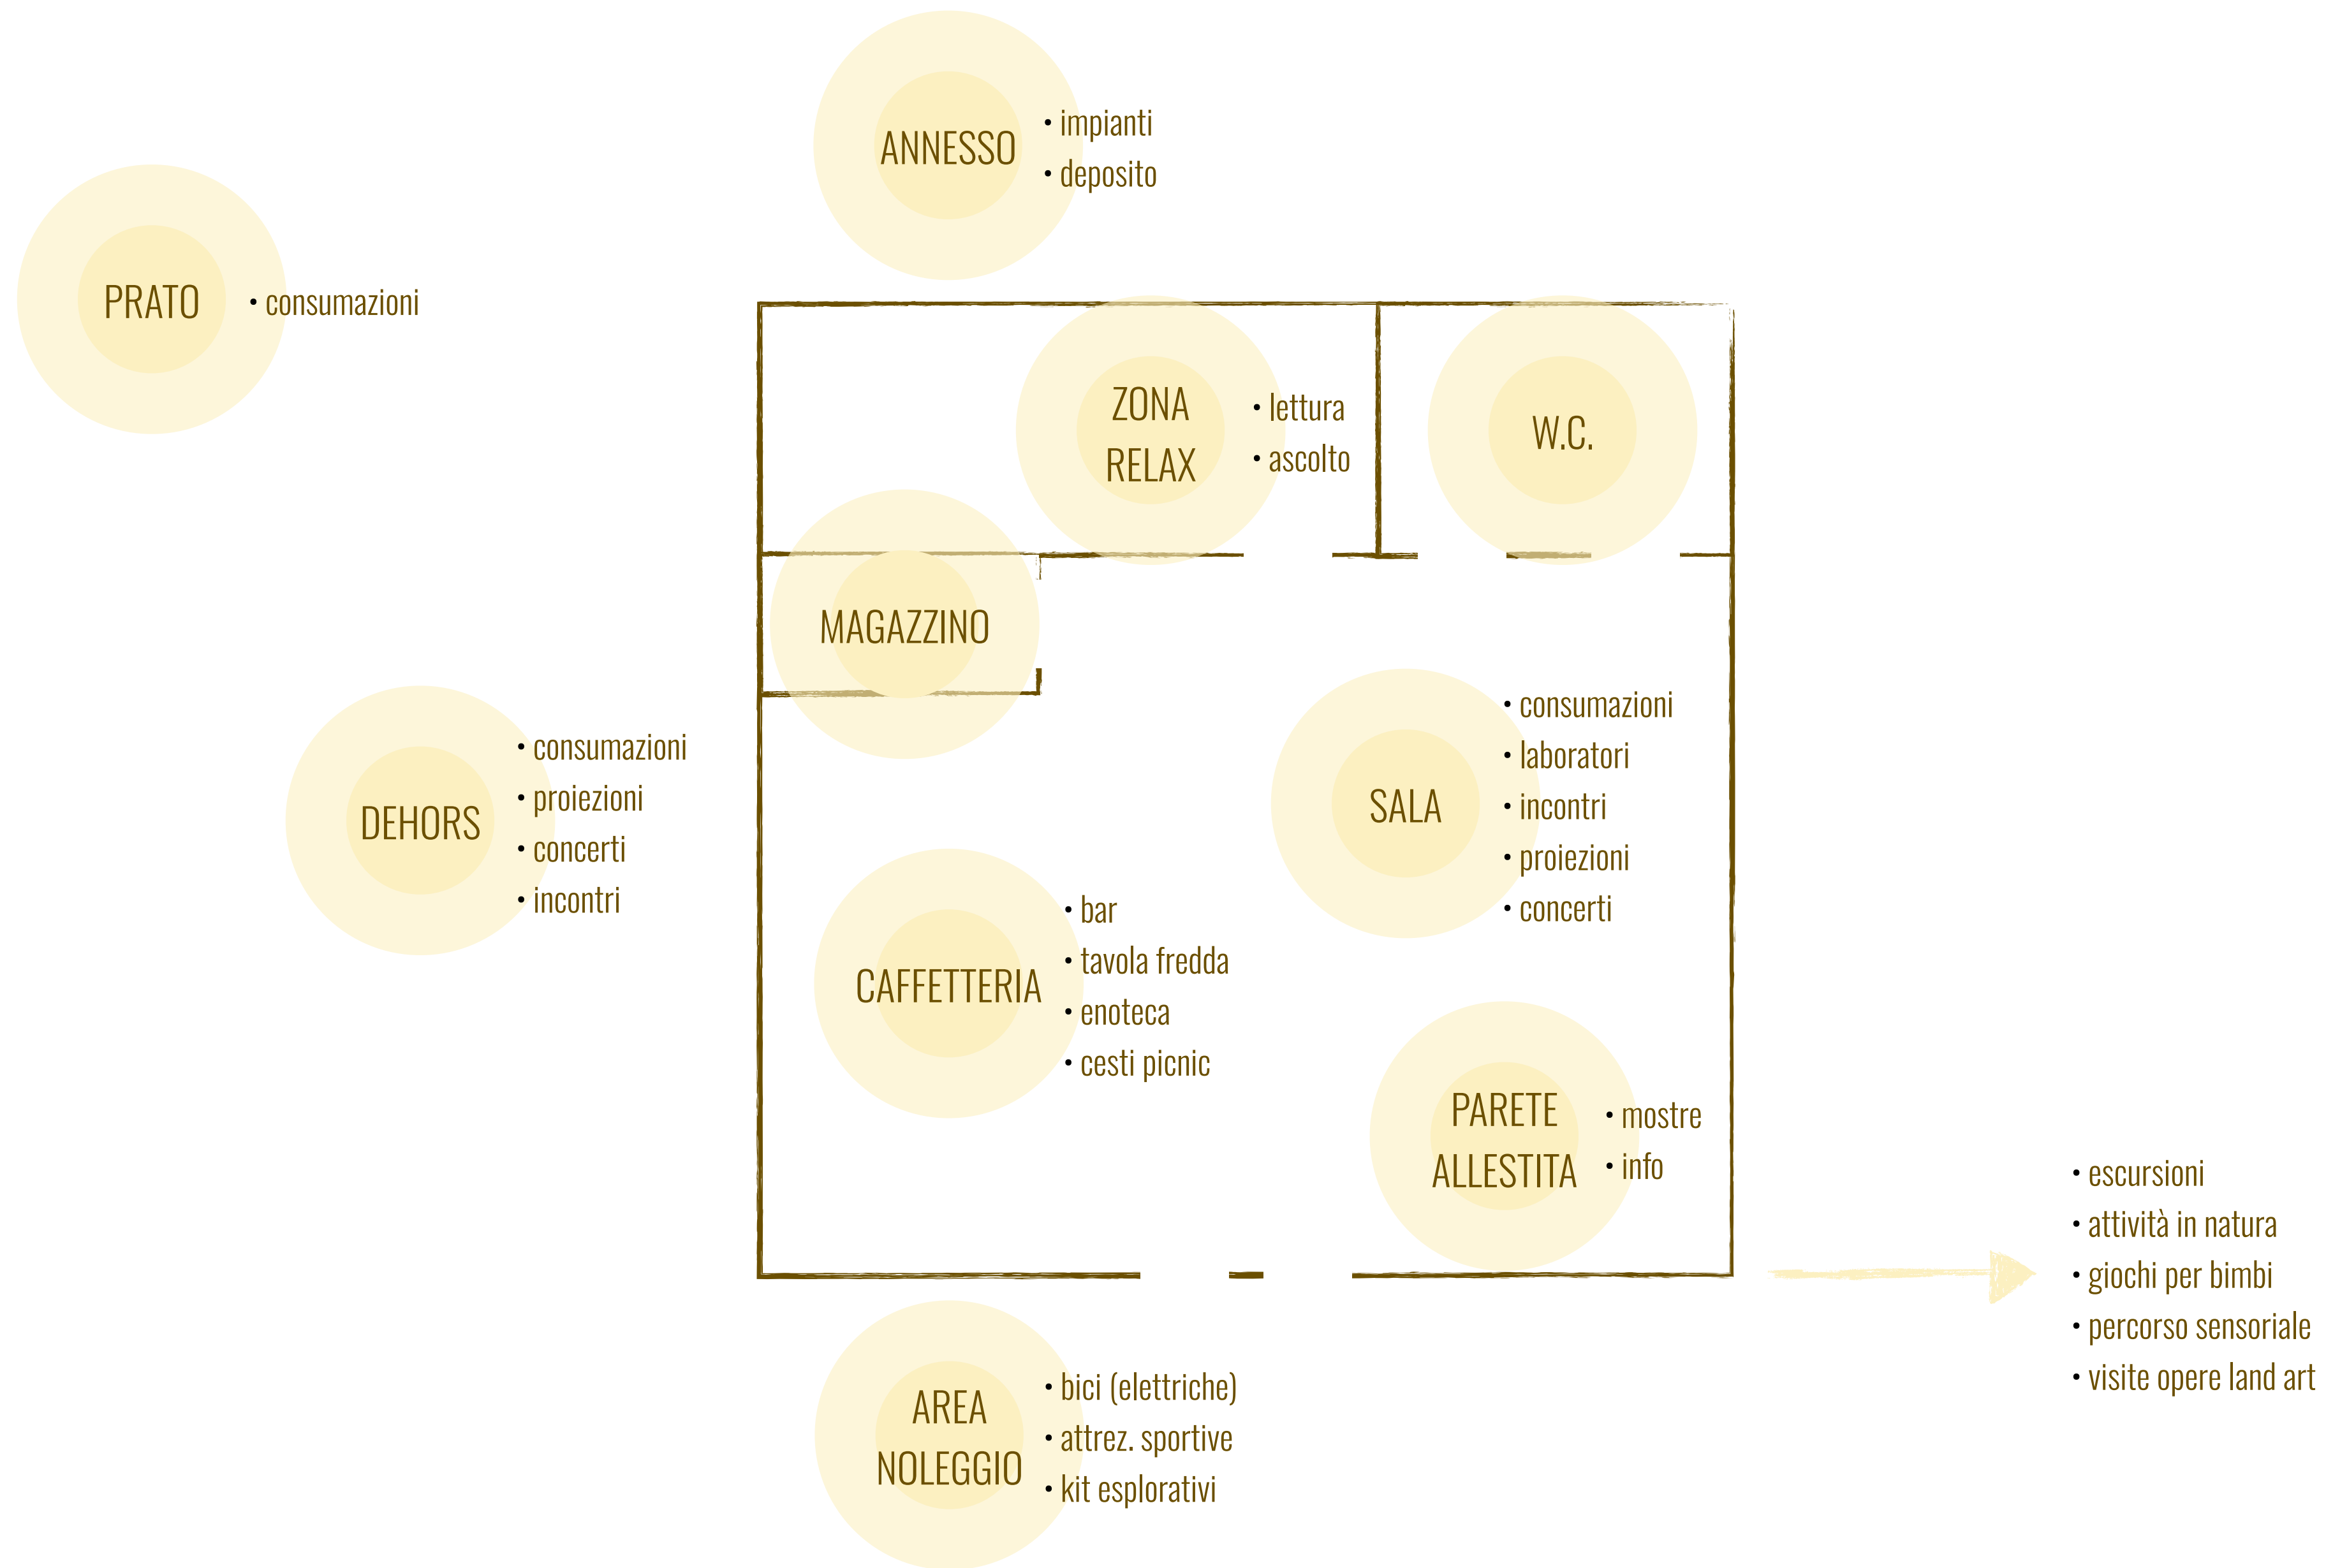 ANNESSO
• impianti
• deposito
PRATO
• consumazioni
ZONA
RELAX
• lettura
• ascolto
W.C.
MAGAZZINO
DEHORS
• consumazioni
• proiezioni
• concerti
• incontri
SALA
• consumazioni
• laboratori
• incontri
• proiezioni
• concerti
CAFFETTERIA
• bar
• tavola fredda
• enoteca
• cesti picnic
PARETE
ALLESTITA
• mostre
• info
• escursioni
• attività in natura
• giochi per bimbi
• percorso sensoriale
• visite opere land art
AREA
NOLEGGIO
• bici (elettriche)
• attrez. sportive
• kit esplorativi